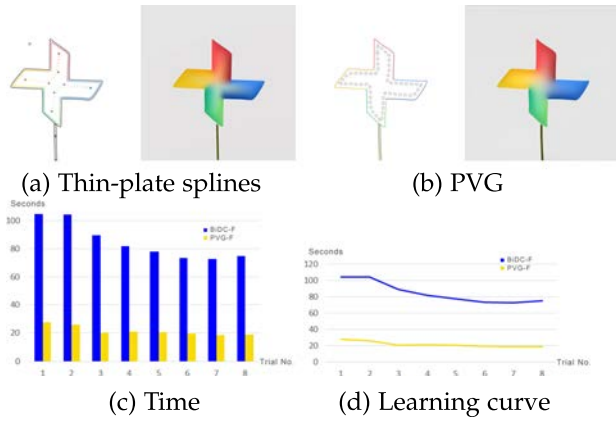 (a) Thin-plate splines
(b) PVG
Seconds
BiDC-F
PVG-F
100
80
60
40
20
0
1 2 3 4 5 6 7 8
Trial No.
(c) Time
Seconds
BiDC-F
PVG-F
120
100
80
60
40
20
0
1 2 3 4 5 6 7 8
Trial No.
(d) Learning curve